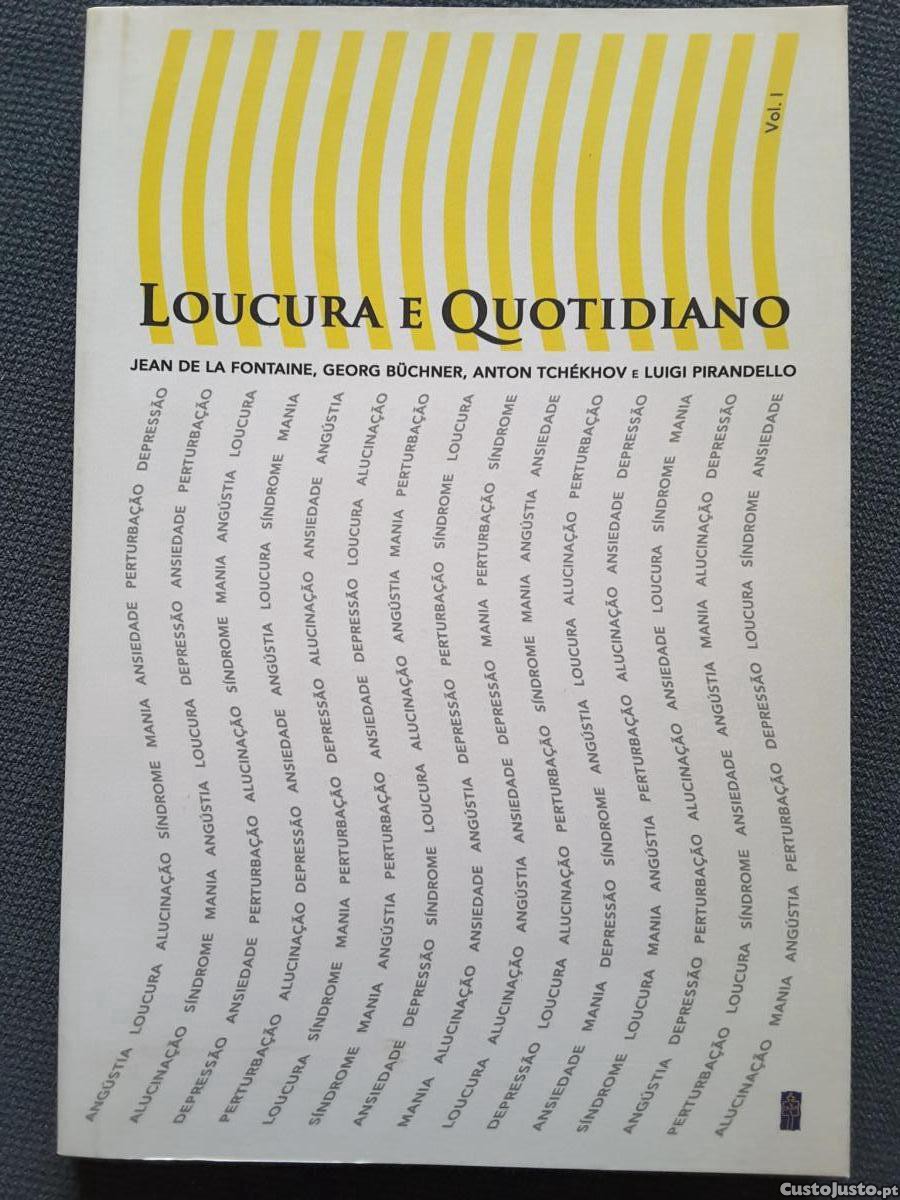 Vol. I
LOUCURA E QUOTIDIANO
JEAN DE LA FONTAINE, GEORG BÜCHNER, ANTON TCHÉKHOV E LUIGI PIRANDELLO
ANGÚSTIA LOUCURA ALUCINAÇÃO SÍNDROME MANIA ANSIEDADE PERTURBAÇÃO DEPRESSÃO
ALUCINAÇÃO SÍNDROME MANIA ANGÚSTIA LOUCURA DEPRESSÃO ANSIEDADE PERTURBAÇÃO
DEPRESSÃO ANSIEDADE PERTURBAÇÃO ALUCINAÇÃO SÍNDROME MANIA ANGÚSTIA LOUCURA
PERTURBAÇÃO ALUCINAÇÃO DEPRESSÃO ANSIEDADE ANGÚSTIA LOUCURA SÍNDROME MANIA
LOUCURA SÍNDROME MANIA PERTURBAÇÃO DEPRESSÃO ALUCINAÇÃO ANSIEDADE ANGÚSTIA
SÍNDROME MANIA ANGÚSTIA PERTURBAÇÃO ANSIEDADE DEPRESSÃO LOUCURA ALUCINAÇÃO
ANSIEDADE DEPRESSÃO SÍNDROME LOUCURA ALUCINAÇÃO ANGÚSTIA MANIA PERTURBAÇÃO
MANIA ALUCINAÇÃO ANSIEDADE ANGÚSTIA DEPRESSÃO PERTURBAÇÃO SÍNDROME LOUCURA
LOUCURA ALUCINAÇÃO ANGÚSTIA ANSIEDADE DEPRESSÃO MANIA PERTURBAÇÃO SÍNDROME
DEPRESSÃO LOUCURA ALUCINAÇÃO PERTURBAÇÃO SÍNDROME MANIA ANGÚSTIA ANSIEDADE
ANSIEDADE MANIA DEPRESSÃO SÍNDROME ANGÚSTIA LOUCURA ALUCINAÇÃO PERTURBAÇÃO
SÍNDROME LOUCURA MANIA ANGÚSTIA PERTURBAÇÃO ALUCINAÇÃO ANSIEDADE DEPRESSÃO
ANGÚSTIA DEPRESSÃO PERTURBAÇÃO ALUCINAÇÃO ANSIEDADE LOUCURA SÍNDROME MANIA
PERTURBAÇÃO LOUCURA SÍNDROME ANSIEDADE ANGÚSTIA MANIA ALUCINAÇÃO DEPRESSÃO
ALUCINAÇÃO MANIA ANGÚSTIA PERTURBAÇÃO DEPRESSÃO LOUCURA SÍNDROME ANSIEDADE
CustoJusto.pt